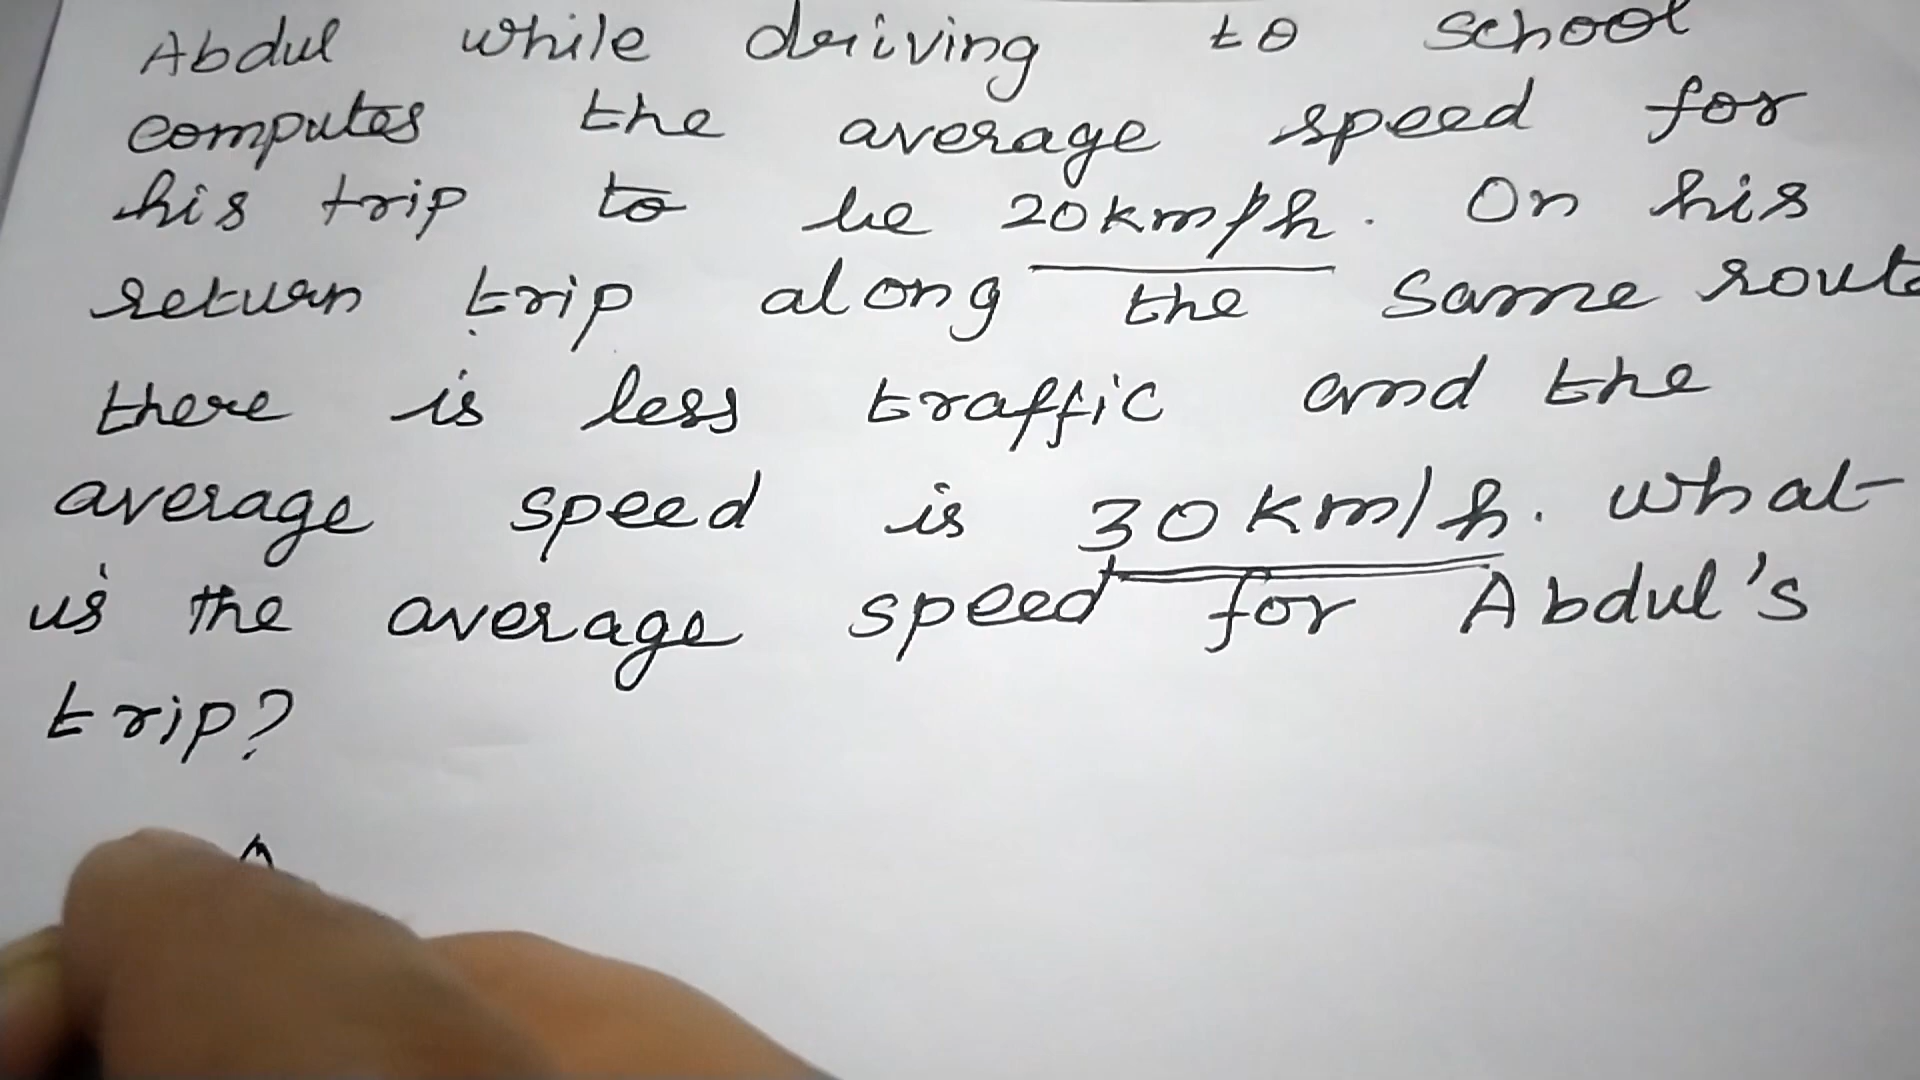 Abdul while driving to school
computes the average speed for
his trip to be 20km/h. On his
return trip along the same route
there is less traffic and the
average speed is 30km/h. what
is the average speed for Abdul's
trip?